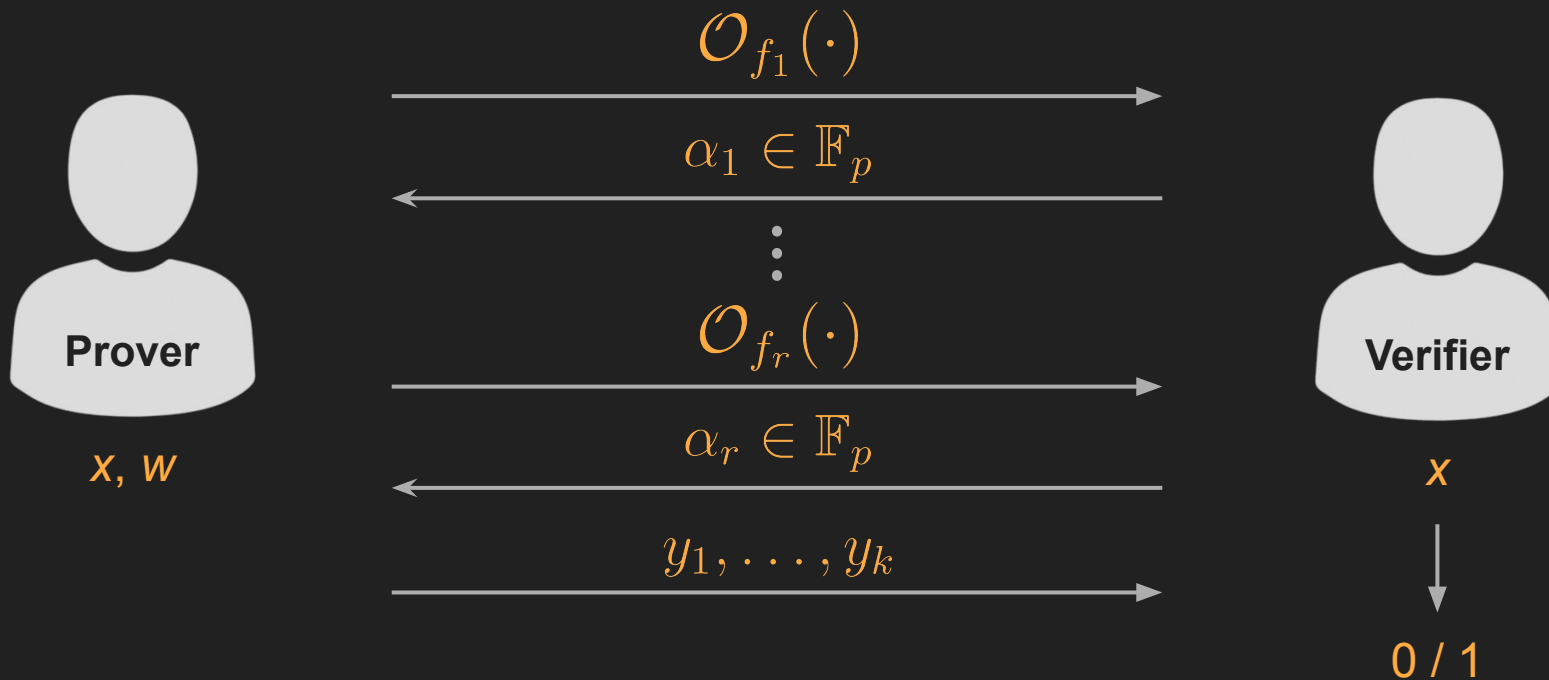 𝒪_{f_1}(·)
α_1 ∈ 𝔽_p
⋮
𝒪_{f_r}(·)
α_r ∈ 𝔽_p
y_1, . . . , y_k
Prover
x, w
Verifier
x
0 / 1